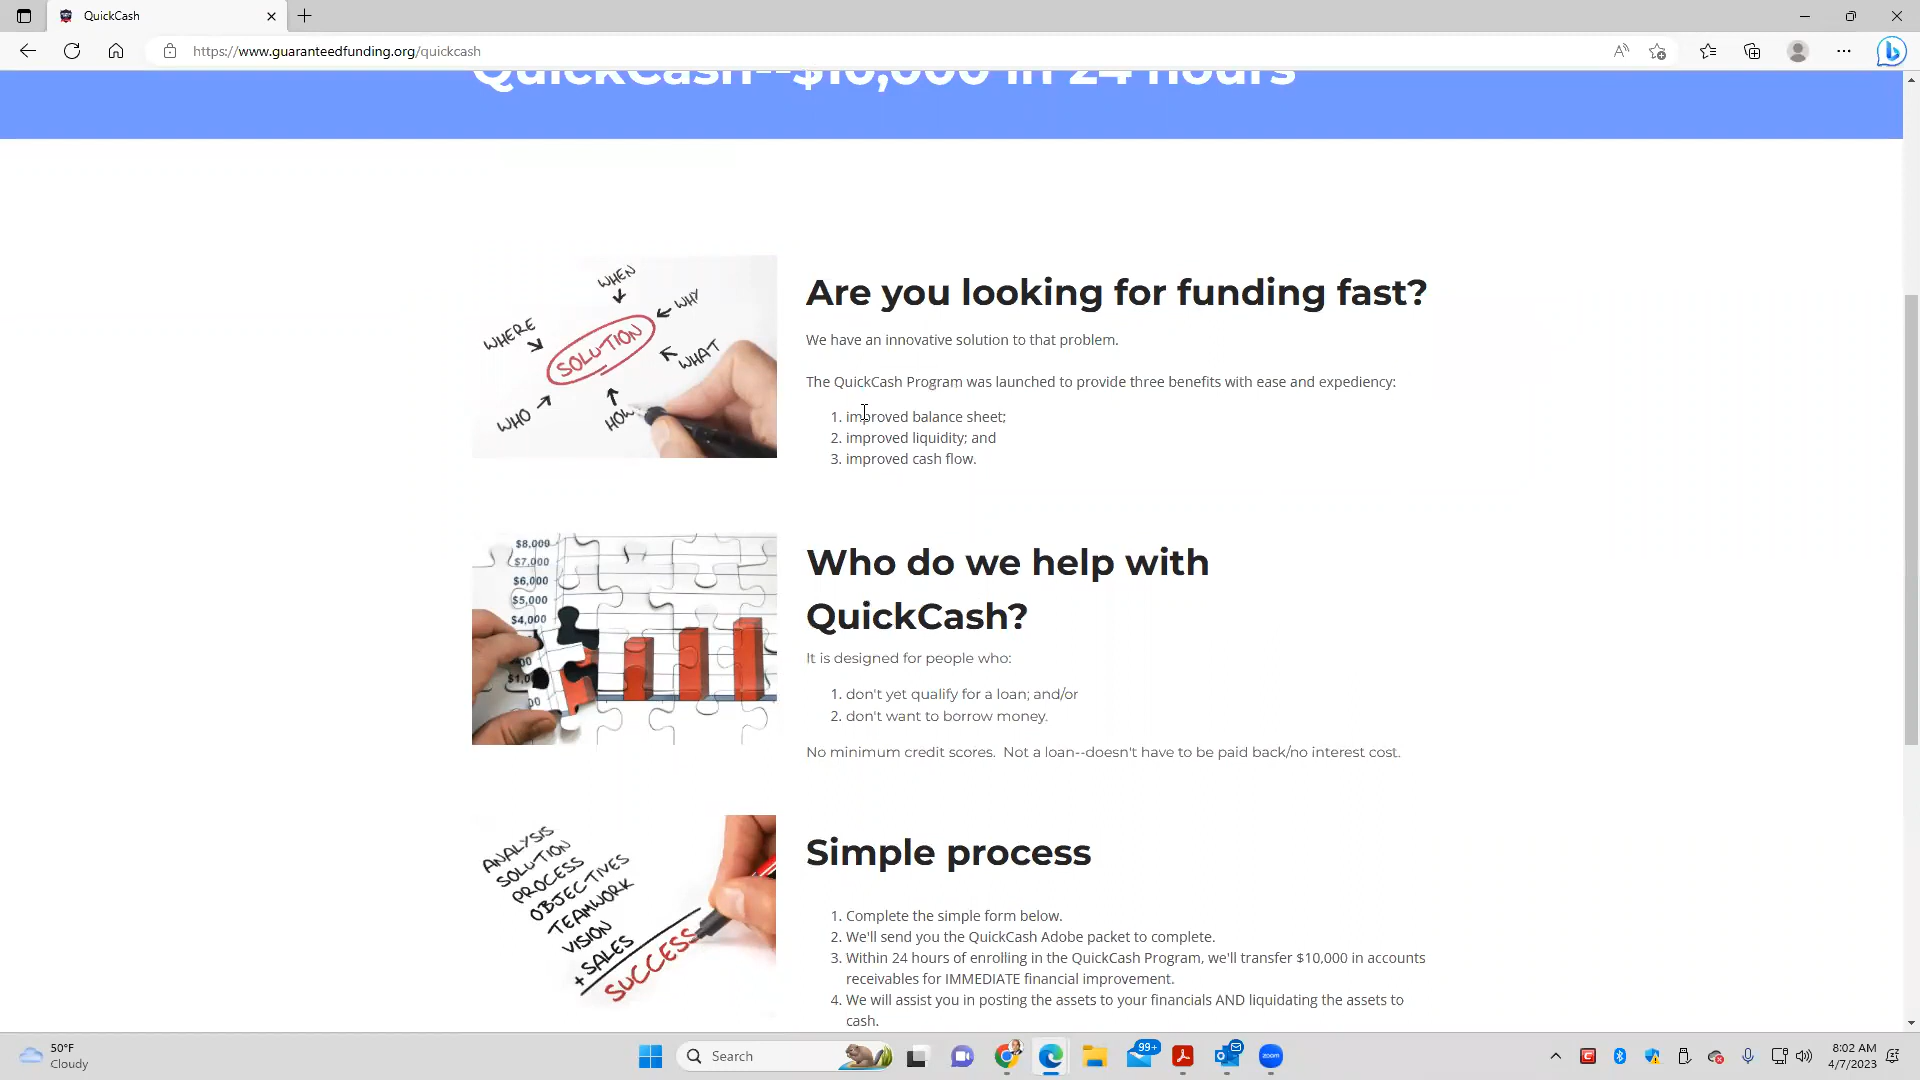 QuickCash
https://www.guaranteedfunding.org/quickcash
QuickCash--$10,000 in 24 hours
WHEN
WHY
WHERE
SOLUTION
WHAT
WHO
HOW
Are you looking for funding fast?
We have an innovative solution to that problem.
The QuickCash Program was launched to provide three benefits with ease and expediency:
1. improved balance sheet;
2. improved liquidity; and
3. improved cash flow.
$8,000
$7,000
$6,000
$5,000
$4,000
Who do we help with
QuickCash?
It is designed for people who:
1. don't yet qualify for a loan; and/or
2. don't want to borrow money.
No minimum credit scores. Not a loan--doesn't have to be paid back/no interest cost.
ANALYSIS
SOLUTION
PROCESS
OBJECTIVES
TEAMWORK
VISION
+ SALES
SUCCESS
Simple process
1. Complete the simple form below.
2. We'll send you the QuickCash Adobe packet to complete.
3. Within 24 hours of enrolling in the QuickCash Program, we'll transfer $10,000 in accounts
receivables for IMMEDIATE financial improvement.
4. We will assist you in posting the assets to your financials AND liquidating the assets to
cash.
50°F
Cloudy
Search
99+
zoom
8:02 AM
4/7/2023